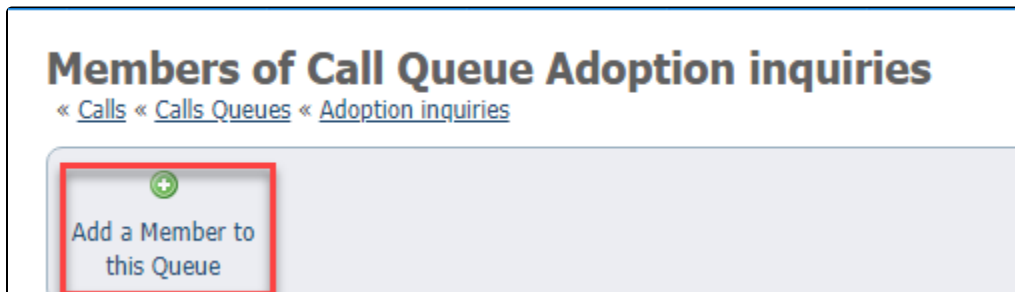 Members of Call Queue Adoption inquiries
« Calls « Calls Queues « Adoption inquiries
Add a Member to
this Queue